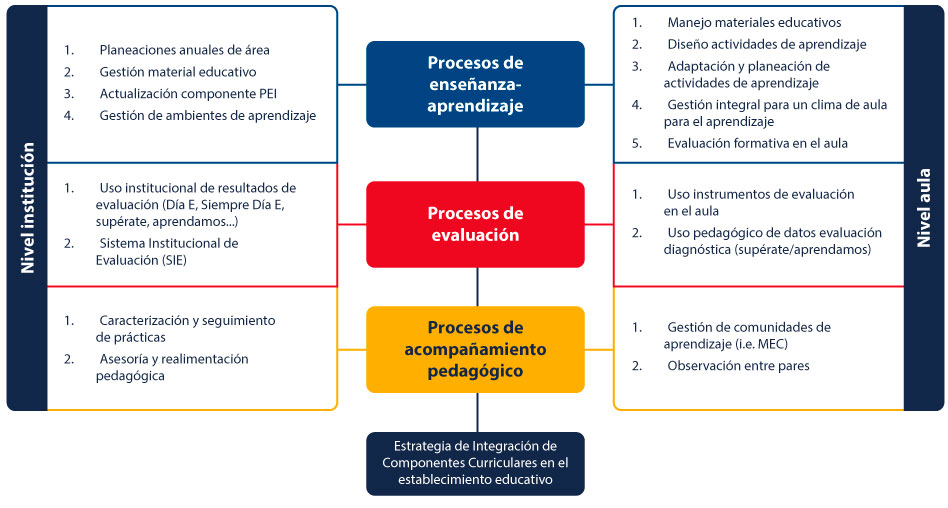 Nivel institución
1. Planeaciones anuales de área
2. Gestión material educativo
3. Actualización componente PEI
4. Gestión de ambientes de aprendizaje
Procesos de
enseñanza-
aprendizaje
1. Manejo materiales educativos
2. Diseño actividades de aprendizaje
3. Adaptación y planeación de
actividades de aprendizaje
4. Gestión integral para un clima de aula
para el aprendizaje
5. Evaluación formativa en el aula
Nivel aula
1. Uso institucional de resultados de
evaluación (Día E, Siempre Día E,
supérate, aprendamos...)
2. Sistema Institucional de
Evaluación (SIE)
Procesos de
evaluación
1. Uso instrumentos de evaluación
en el aula
2. Uso pedagógico de datos evaluación
diagnóstica (supérate/aprendamos)
1. Caracterización y seguimiento
de prácticas
2. Asesoría y realimentación
pedagógica
Procesos de
acompañamiento
pedagógico
1. Gestión de comunidades de
aprendizaje (i.e. MEC)
2. Observación entre pares
Estrategia de Integración de
Componentes Curriculares en el
establecimiento educativo